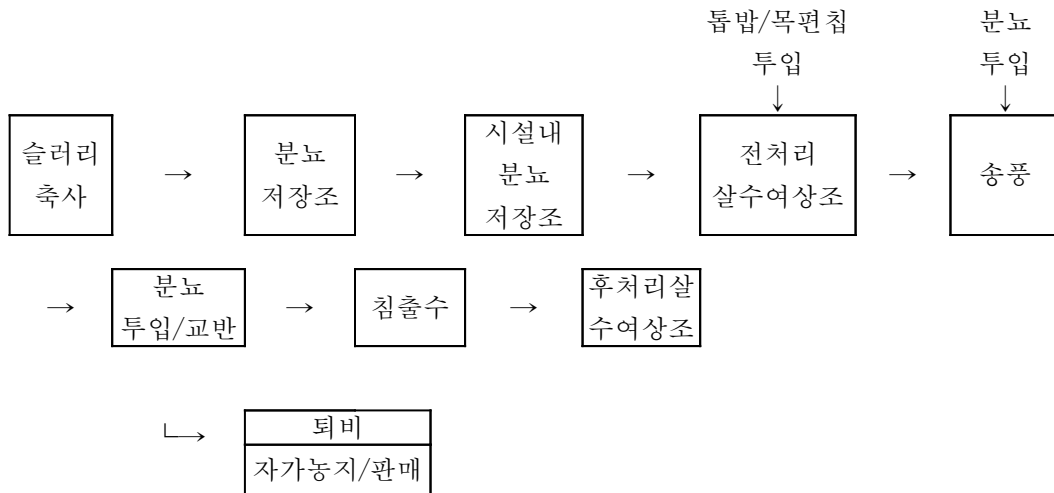 톱밥/목편칩
투입
↓
분뇨
투입
↓
슬러리
축사
→
분뇨
저장조
→
시설내
분뇨
저장조
→
전처리
살수여상조
→
송풍
→
분뇨
투입/교반
→
침출수
→
후처리살
수여상조
└→
퇴비
자가농지/판매